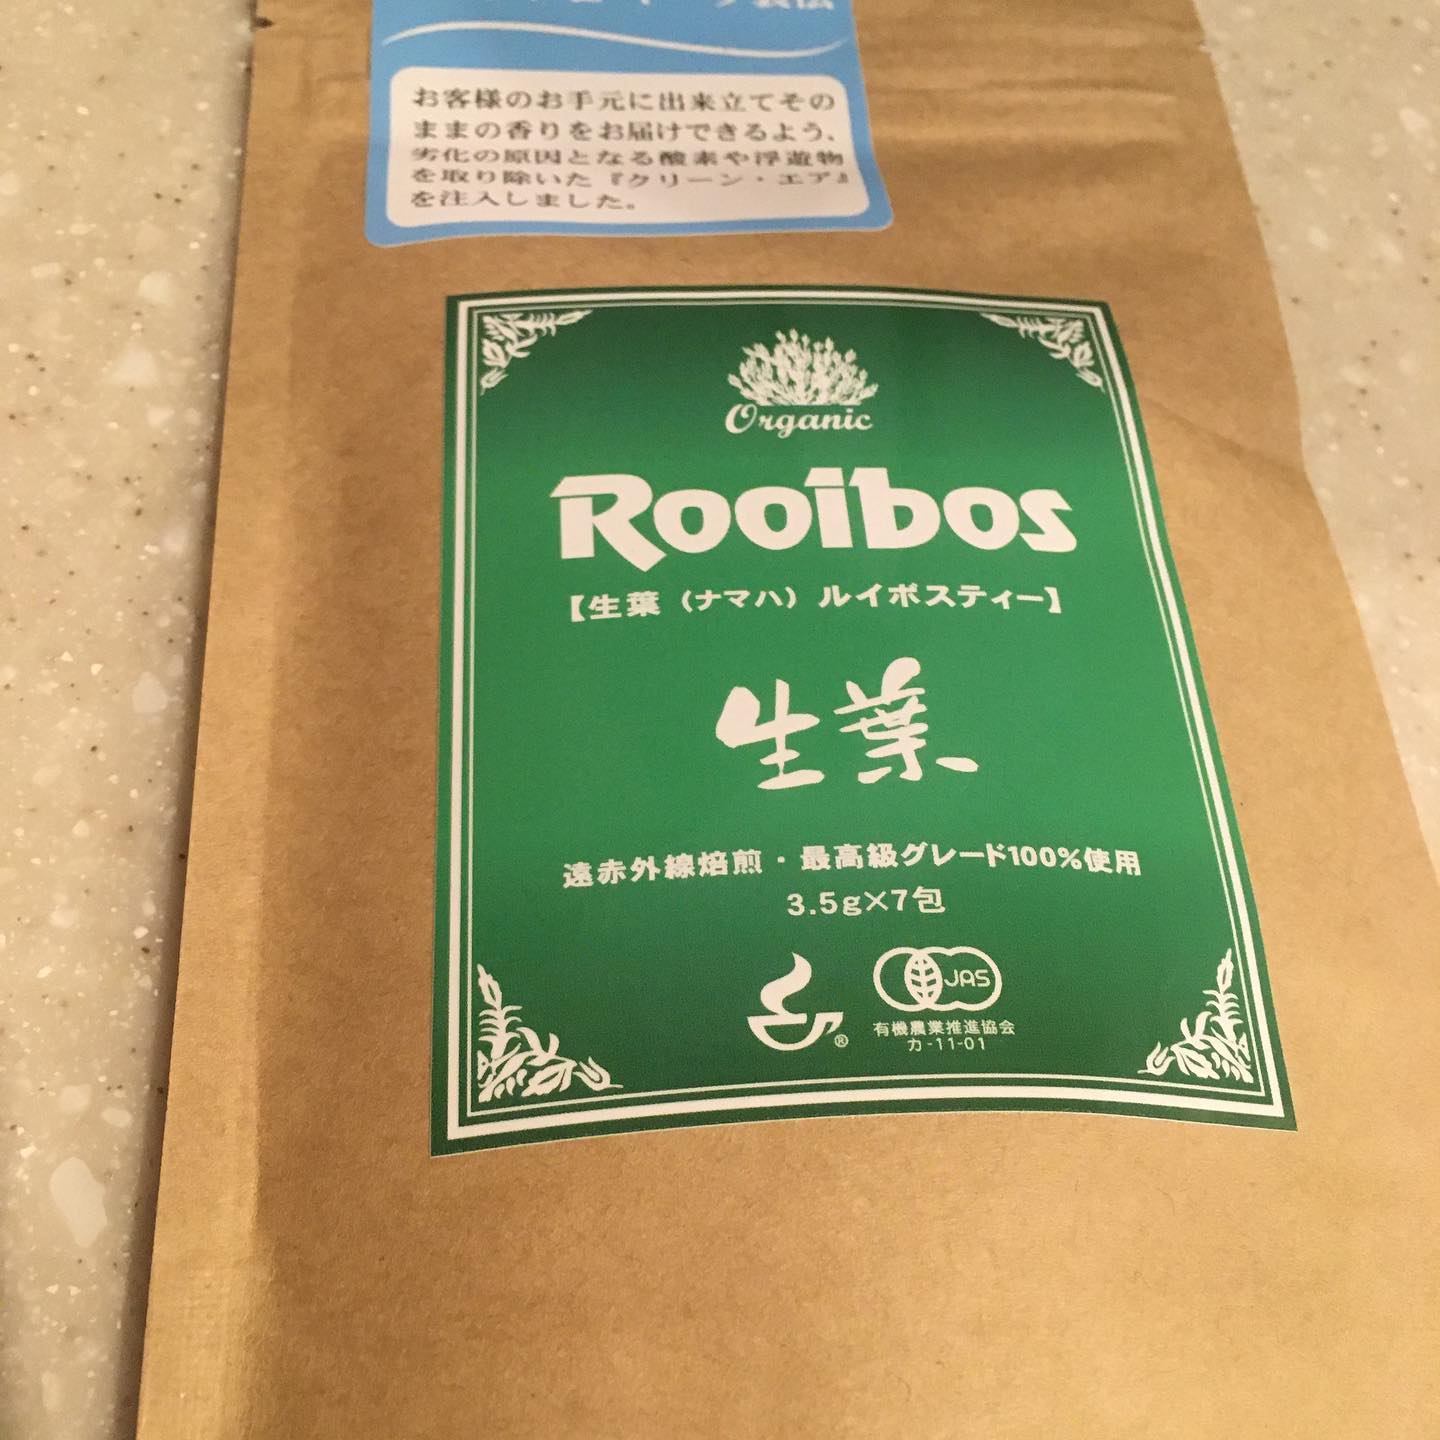 お客様のお手元に出来立てその
ままの香りをお届けできるよう、
劣化の原因となる酸素や浮遊物
を取り除いた『クリーン・エア』
を注入しました。
Organic
Rooibos
【生葉（ナマハ）ルイボスティー】
生葉
遠赤外線焙煎・最高級グレード100%使用
3.5g×7包
®
JAS
有機農業推進協会
カ-11-01